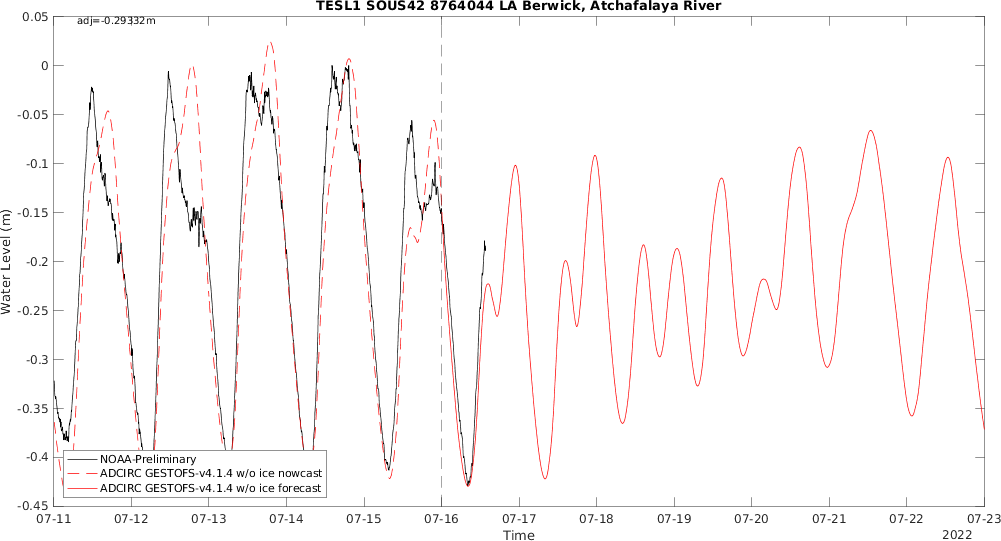 TESL1 SOUS42 8764044 LA Berwick, Atchafalaya River
adj=-0.29332m
0.05
0
-0.05
-0.1
-0.15
-0.2
-0.25
-0.3
-0.35
-0.4
-0.45
Water Level (m)
NOAA-Preliminary
ADCIRC GESTOFS-v4.1.4 w/o ice nowcast
ADCIRC GESTOFS-v4.1.4 w/o ice forecast
07-11 07-12 07-13 07-14 07-15 07-16 07-17 07-18 07-19 07-20 07-21 07-22 07-23
Time
2022